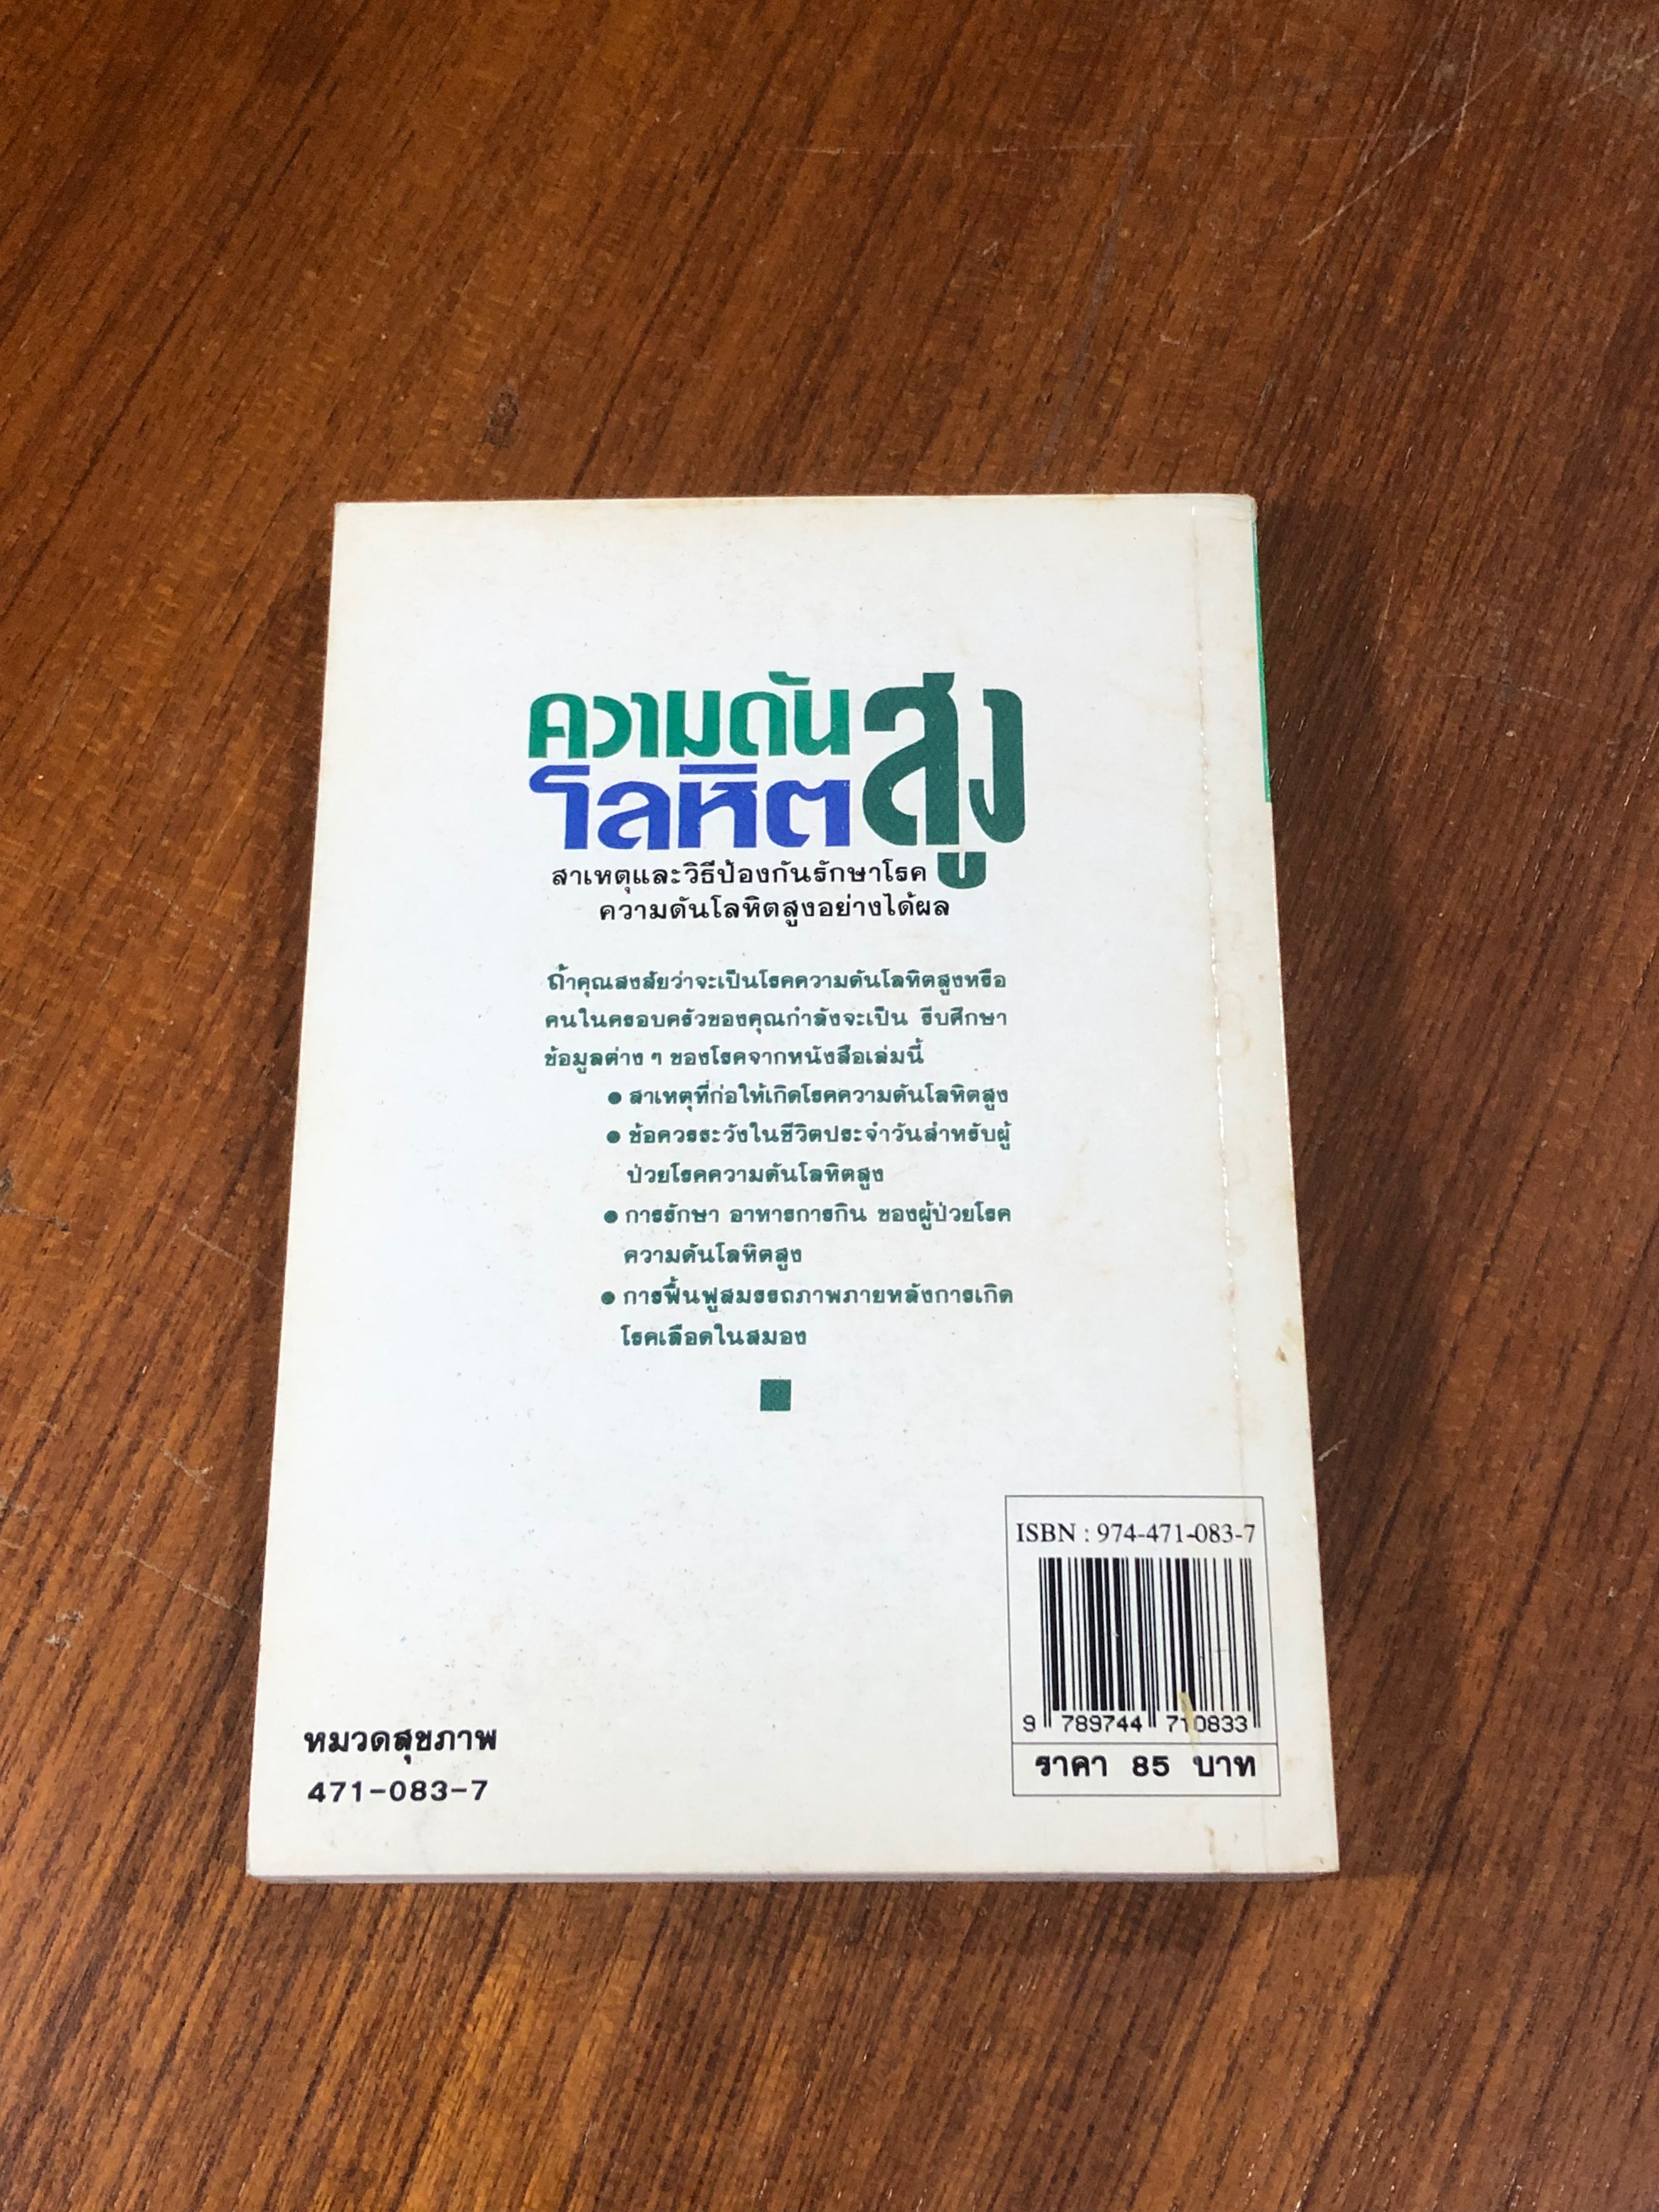 ความดัน
โลหิต สูง
สาเหตุและวิธีป้องกันรักษาโรค
ความดันโลหิตสูงอย่างได้ผล
ถ้าคุณสงสัยว่าจะเป็นโรคความดันโลหิตสูงหรือ
คนในครอบครัวของคุณกำลังจะเป็น รีบศึกษา
ข้อมูลต่าง ๆ ของโรคจากหนังสือเล่มนี้
● สาเหตุที่ก่อให้เกิดโรคความดันโลหิตสูง
● ข้อควรระวังในชีวิตประจำวันสำหรับผู้
ป่วยโรคความดันโลหิตสูง
● การรักษา อาหารการกิน ของผู้ป่วยโรค
ความดันโลหิตสูง
● การฟื้นฟูสมรรถภาพภายหลังการเกิด
โรคเลือดในสมอง
ISBN : 974-471-083-7
9 789744 710833
ราคา 85 บาท
หมวดสุขภาพ
471-083-7